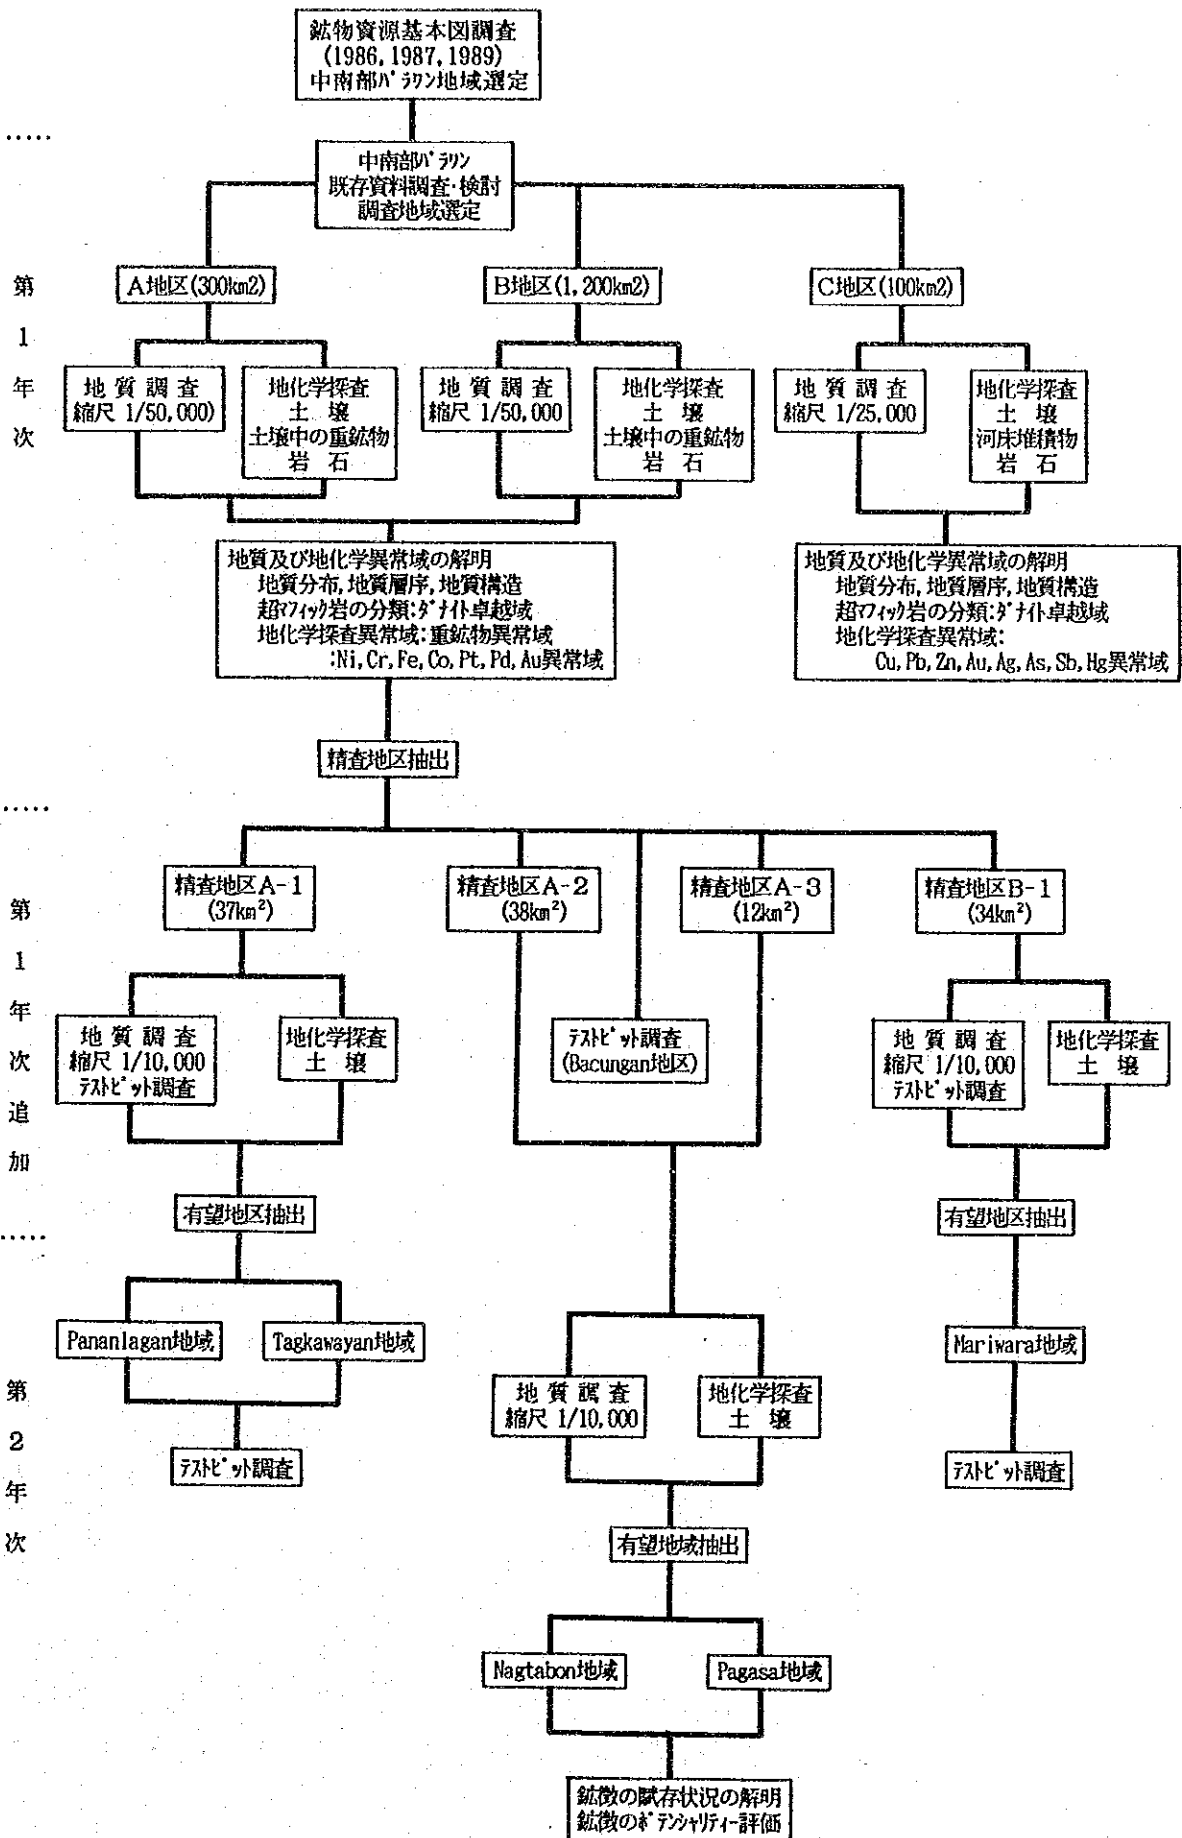 鉱物資源基本図調査
(1986,1987,1989)
中南部ﾊﾟﾗﾜﾝ地域選定
.....
中南部ﾊﾟﾗﾜﾝ
既存資料調査・検討
調査地域選定
第1年次
A地区(300km2)
B地区(1,200km2)
C地区(100km2)
地質調査
縮尺 1/50,000)
地化学探査
土壌
土壌中の重鉱物
岩石
地質調査
縮尺 1/50,000
地化学探査
土壌
土壌中の重鉱物
岩石
地質調査
縮尺 1/25,000
地化学探査
土壌
河床堆積物
岩石
地質及び地化学異常域の解明
地質分布,地質層序,地質構造
超ﾏﾌｨｯｸ岩の分類:ﾀﾞﾅｲﾄ卓越域
地化学探査異常域:重鉱物異常域
:Ni,Cr,Fe,Co,Pt,Pd,Au異常域
地質及び地化学異常域の解明
地質分布,地質層序,地質構造
超ﾏﾌｨｯｸ岩の分類:ﾀﾞﾅｲﾄ卓越域
地化学探査異常域:
Cu,Pb,Zn,Au,Ag,As,Sb,Hg異常域
精査地区抽出
.....
第1年次追加
精査地区A-1
(37km²)
精査地区A-2
(38km²)
精査地区A-3
(12km²)
精査地区B-1
(34km²)
地質調査
縮尺 1/10,000
ﾃｽﾄﾋﾟｯﾄ調査
地化学探査
土壌
ﾃｽﾄﾋﾟｯﾄ調査
(Bacungan地区)
地質調査
縮尺 1/10,000
ﾃｽﾄﾋﾟｯﾄ調査
地化学探査
土壌
有望地区抽出
有望地区抽出
.....
第2年次
Pananlagan地域
Tagkawayan地域
Mariwara地域
地質調査
縮尺 1/10,000
地化学探査
土壌
ﾃｽﾄﾋﾟｯﾄ調査
ﾃｽﾄﾋﾟｯﾄ調査
有望地域抽出
Nagtabon地域
Pagasa地域
鉱徴の賦存状況の解明
鉱徴のﾎﾟﾃﾝｼｬﾘﾃｨｰ評価